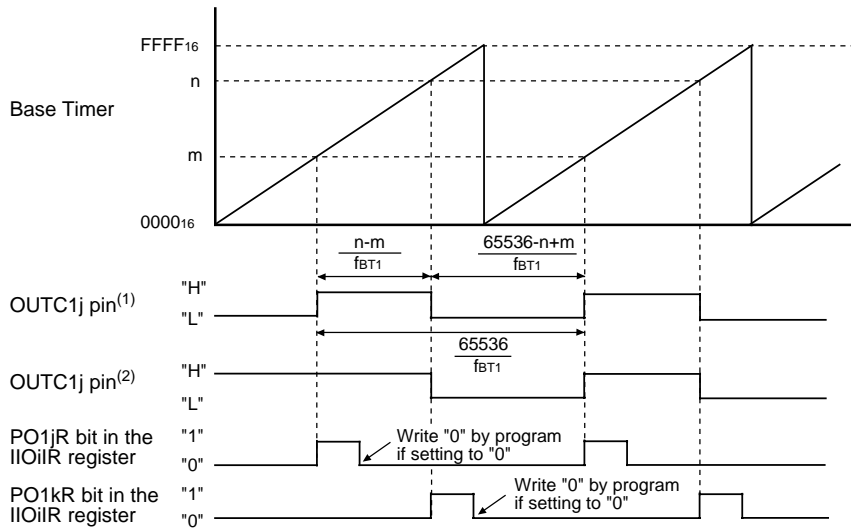 FFFF16
n
Base Timer
m
000016
n-m
fBT1
65536-n+m
fBT1
OUTC1j pin(1)
"H"
"L"
65536
fBT1
OUTC1j pin(2)
"H"
"L"
PO1jR bit in the
IIOiIR register
"1"
"0"
Write "0" by program
if setting to "0"
PO1kR bit in the
IIOiIR register
"1"
"0"
Write "0" by program
if setting to "0"